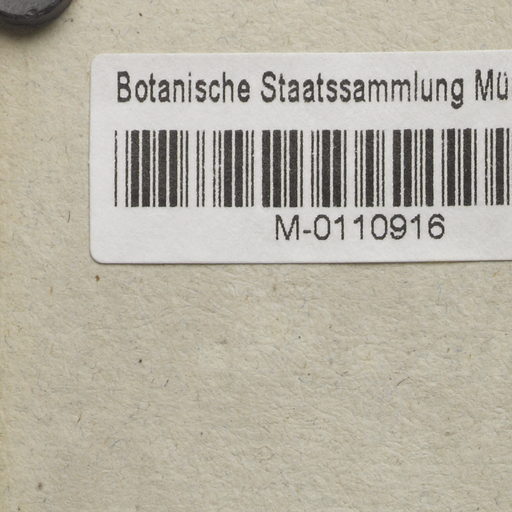 Botanische Staatssammlung Mü
M-0110916